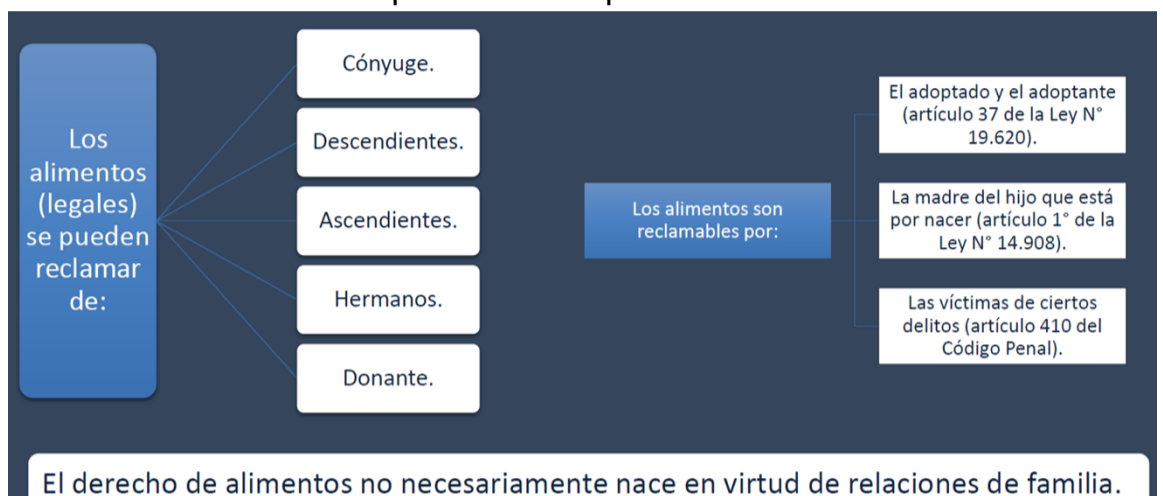 Los
alimentos
(legales)
se pueden
reclamar
de:
Cónyuge.
Descendientes.
Ascendientes.
Hermanos.
Donante.
Los alimentos son
reclamables por:
El adoptado y el adoptante
(artículo 37 de la Ley N°
19.620).
La madre del hijo que está
por nacer (artículo 1° de la
Ley N° 14.908).
Las víctimas de ciertos
delitos (artículo 410 del
Código Penal).
El derecho de alimentos no necesariamente nace en virtud de relaciones de familia.